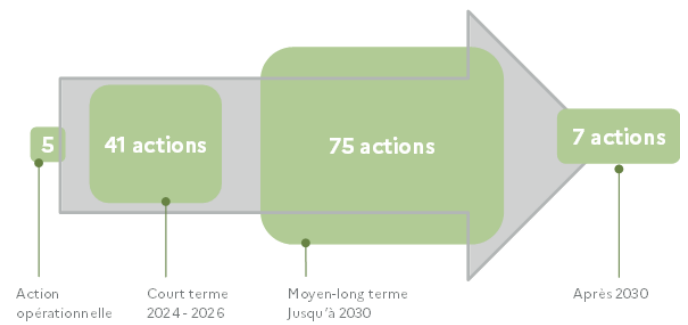 5
41 actions
75 actions
7 actions
Action
opérationnelle
Court terme
2024 - 2026
Moyen-long terme
Jusqu'à 2030
Après 2030